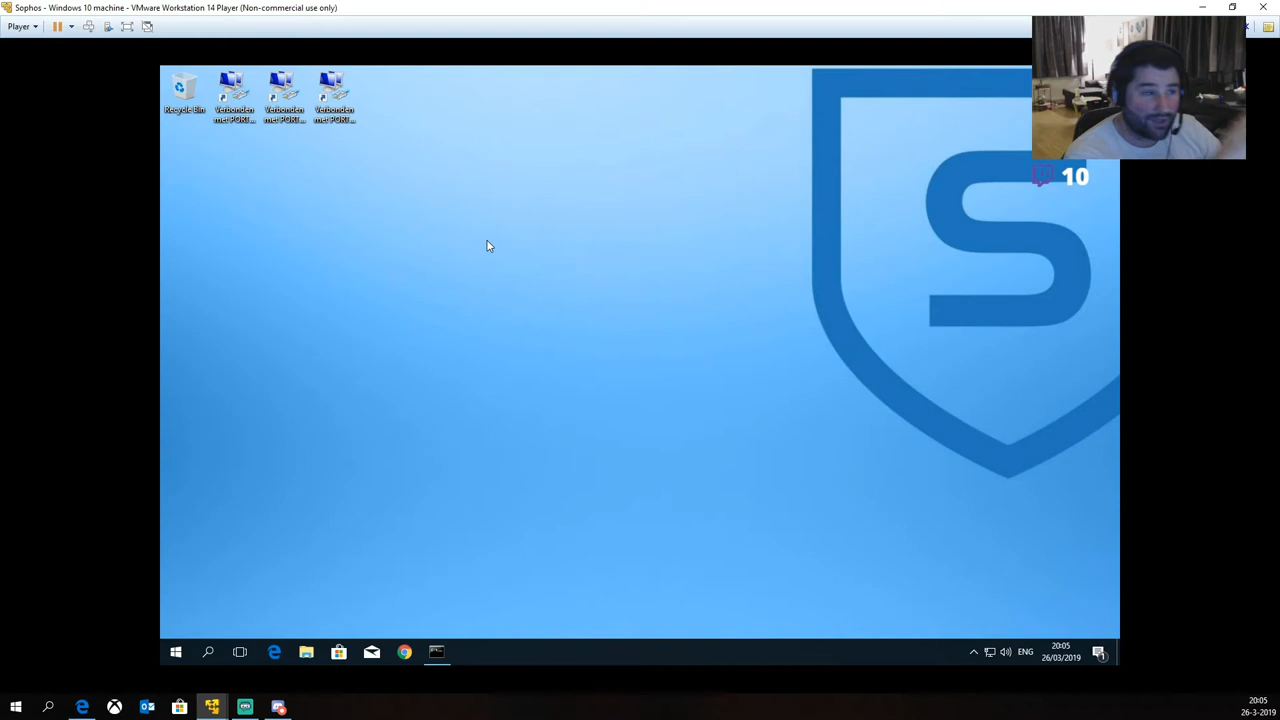 Sophos - Windows 10 machine - VMware Workstation 14 Player (Non-commercial use only)
Player
10
Recycle Bin
Verbonden met PORT...
Verbonden met PORT...
Verbonden met PORT...
S
ENG
20:05
26/03/2019
1
20:05
26-3-2019